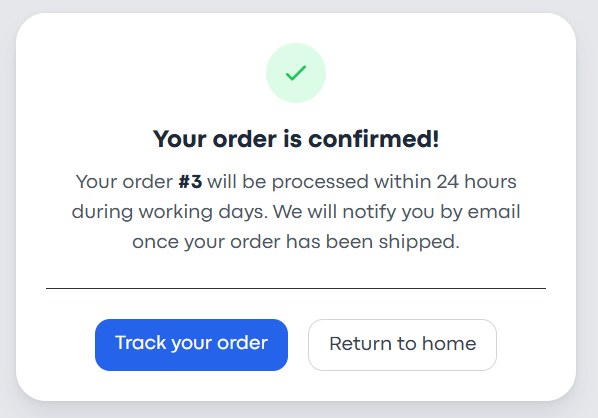 Your order is confirmed!
Your order #3 will be processed within 24 hours
during working days. We will notify you by email
once your order has been shipped.
Track your order
Return to home